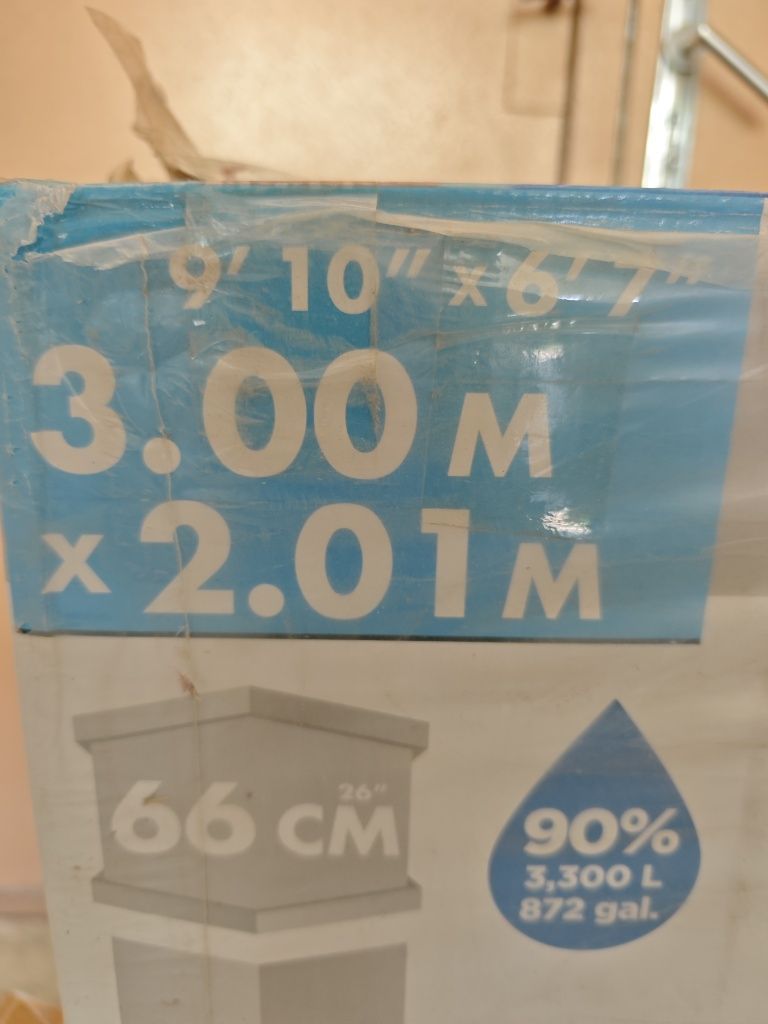 9' 10" x 6' 7"
3.00 M
x 2.01 M
26"
66 CM
90%
3,300 L
872 gal.